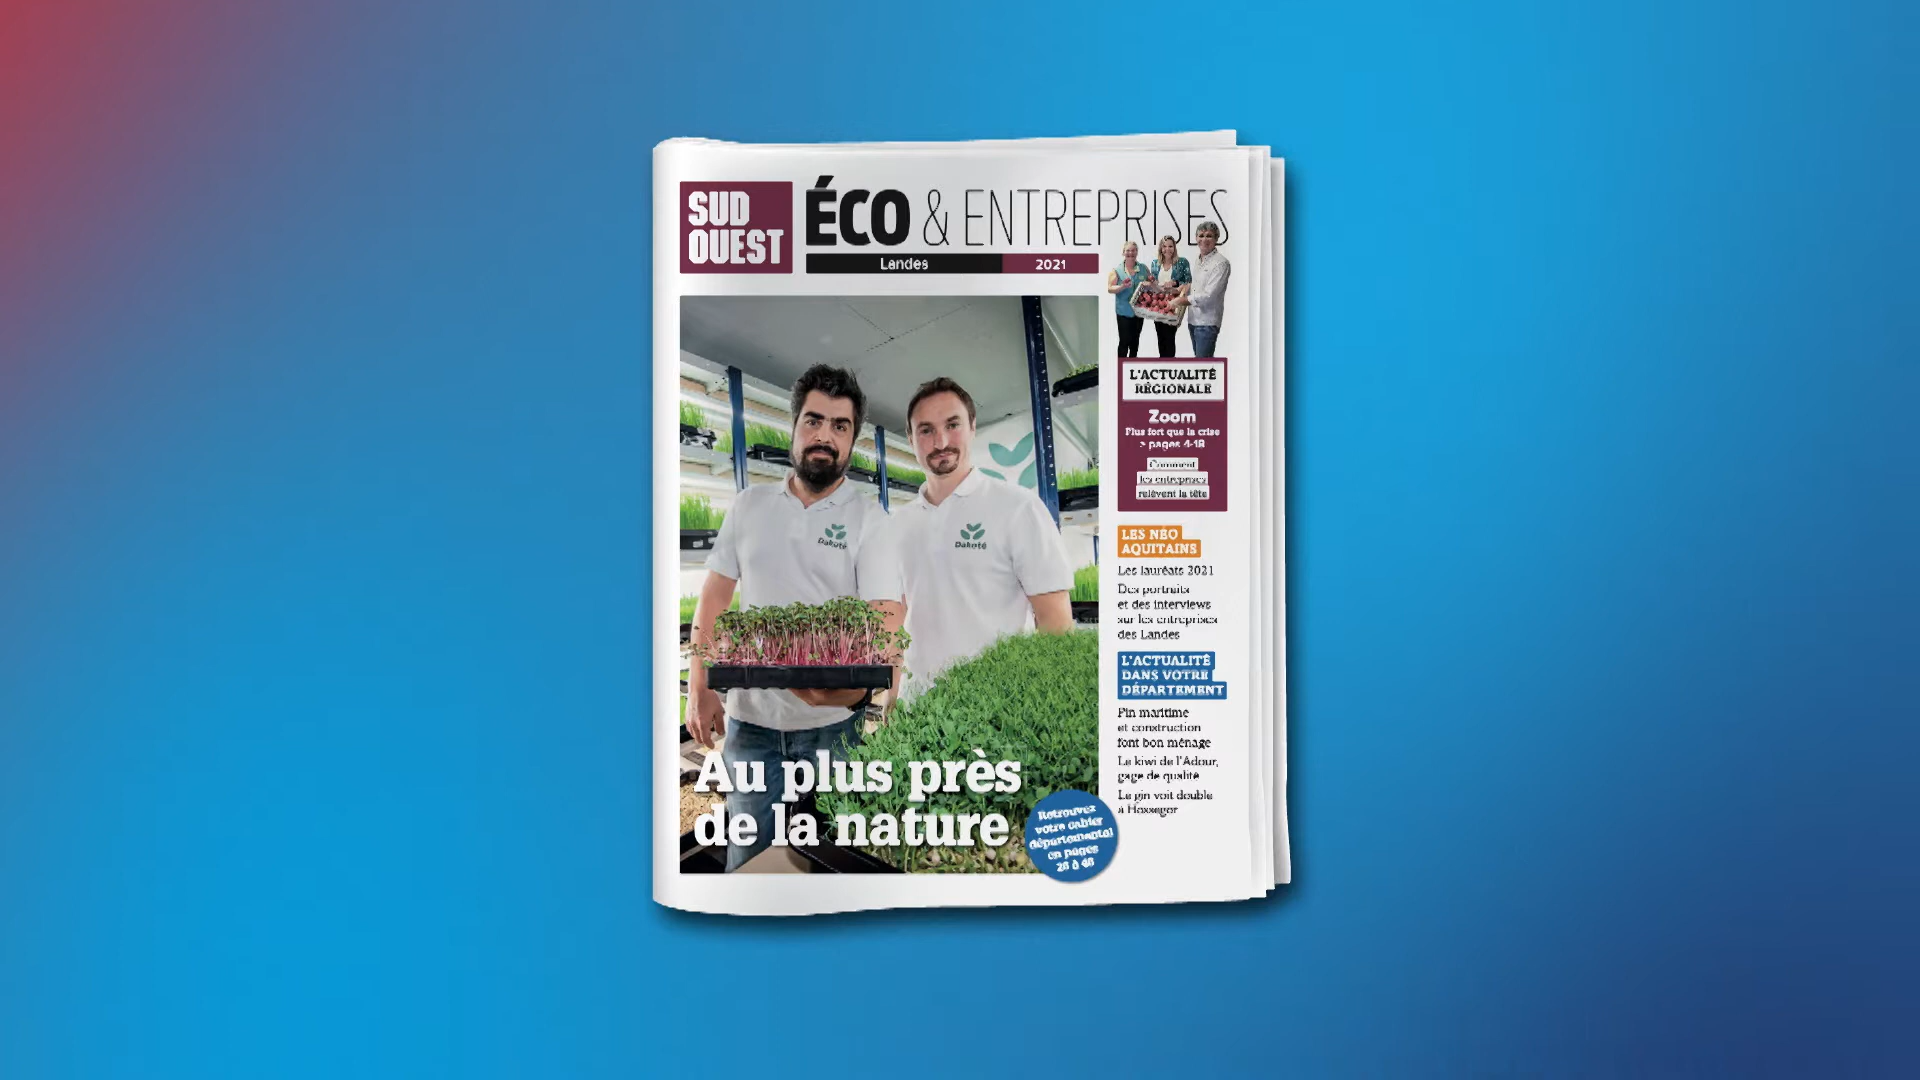 SUD
OUEST
ÉCO & ENTREPRISES
Landes
2021
L'ACTUALITÉ
RÉGIONALE
Zoom
Plus fort que la crise
> pages 4-18
Comment
les entreprises
relèvent la tête
LES NÉO
AQUITAINS
Les lauréats 2021
Des portraits
et des interviews
sur les entreprises
des Landes
L'ACTUALITÉ
DANS VOTRE
DÉPARTEMENT
Pin maritime
et construction
font bon ménage
Le kiwi de l'Adour,
gage de qualité
Le gin voit double
à Hossegor
Dakoté
Dakoté
Au plus près
de la nature
Retrouvez
votre cahier
départemental
en pages